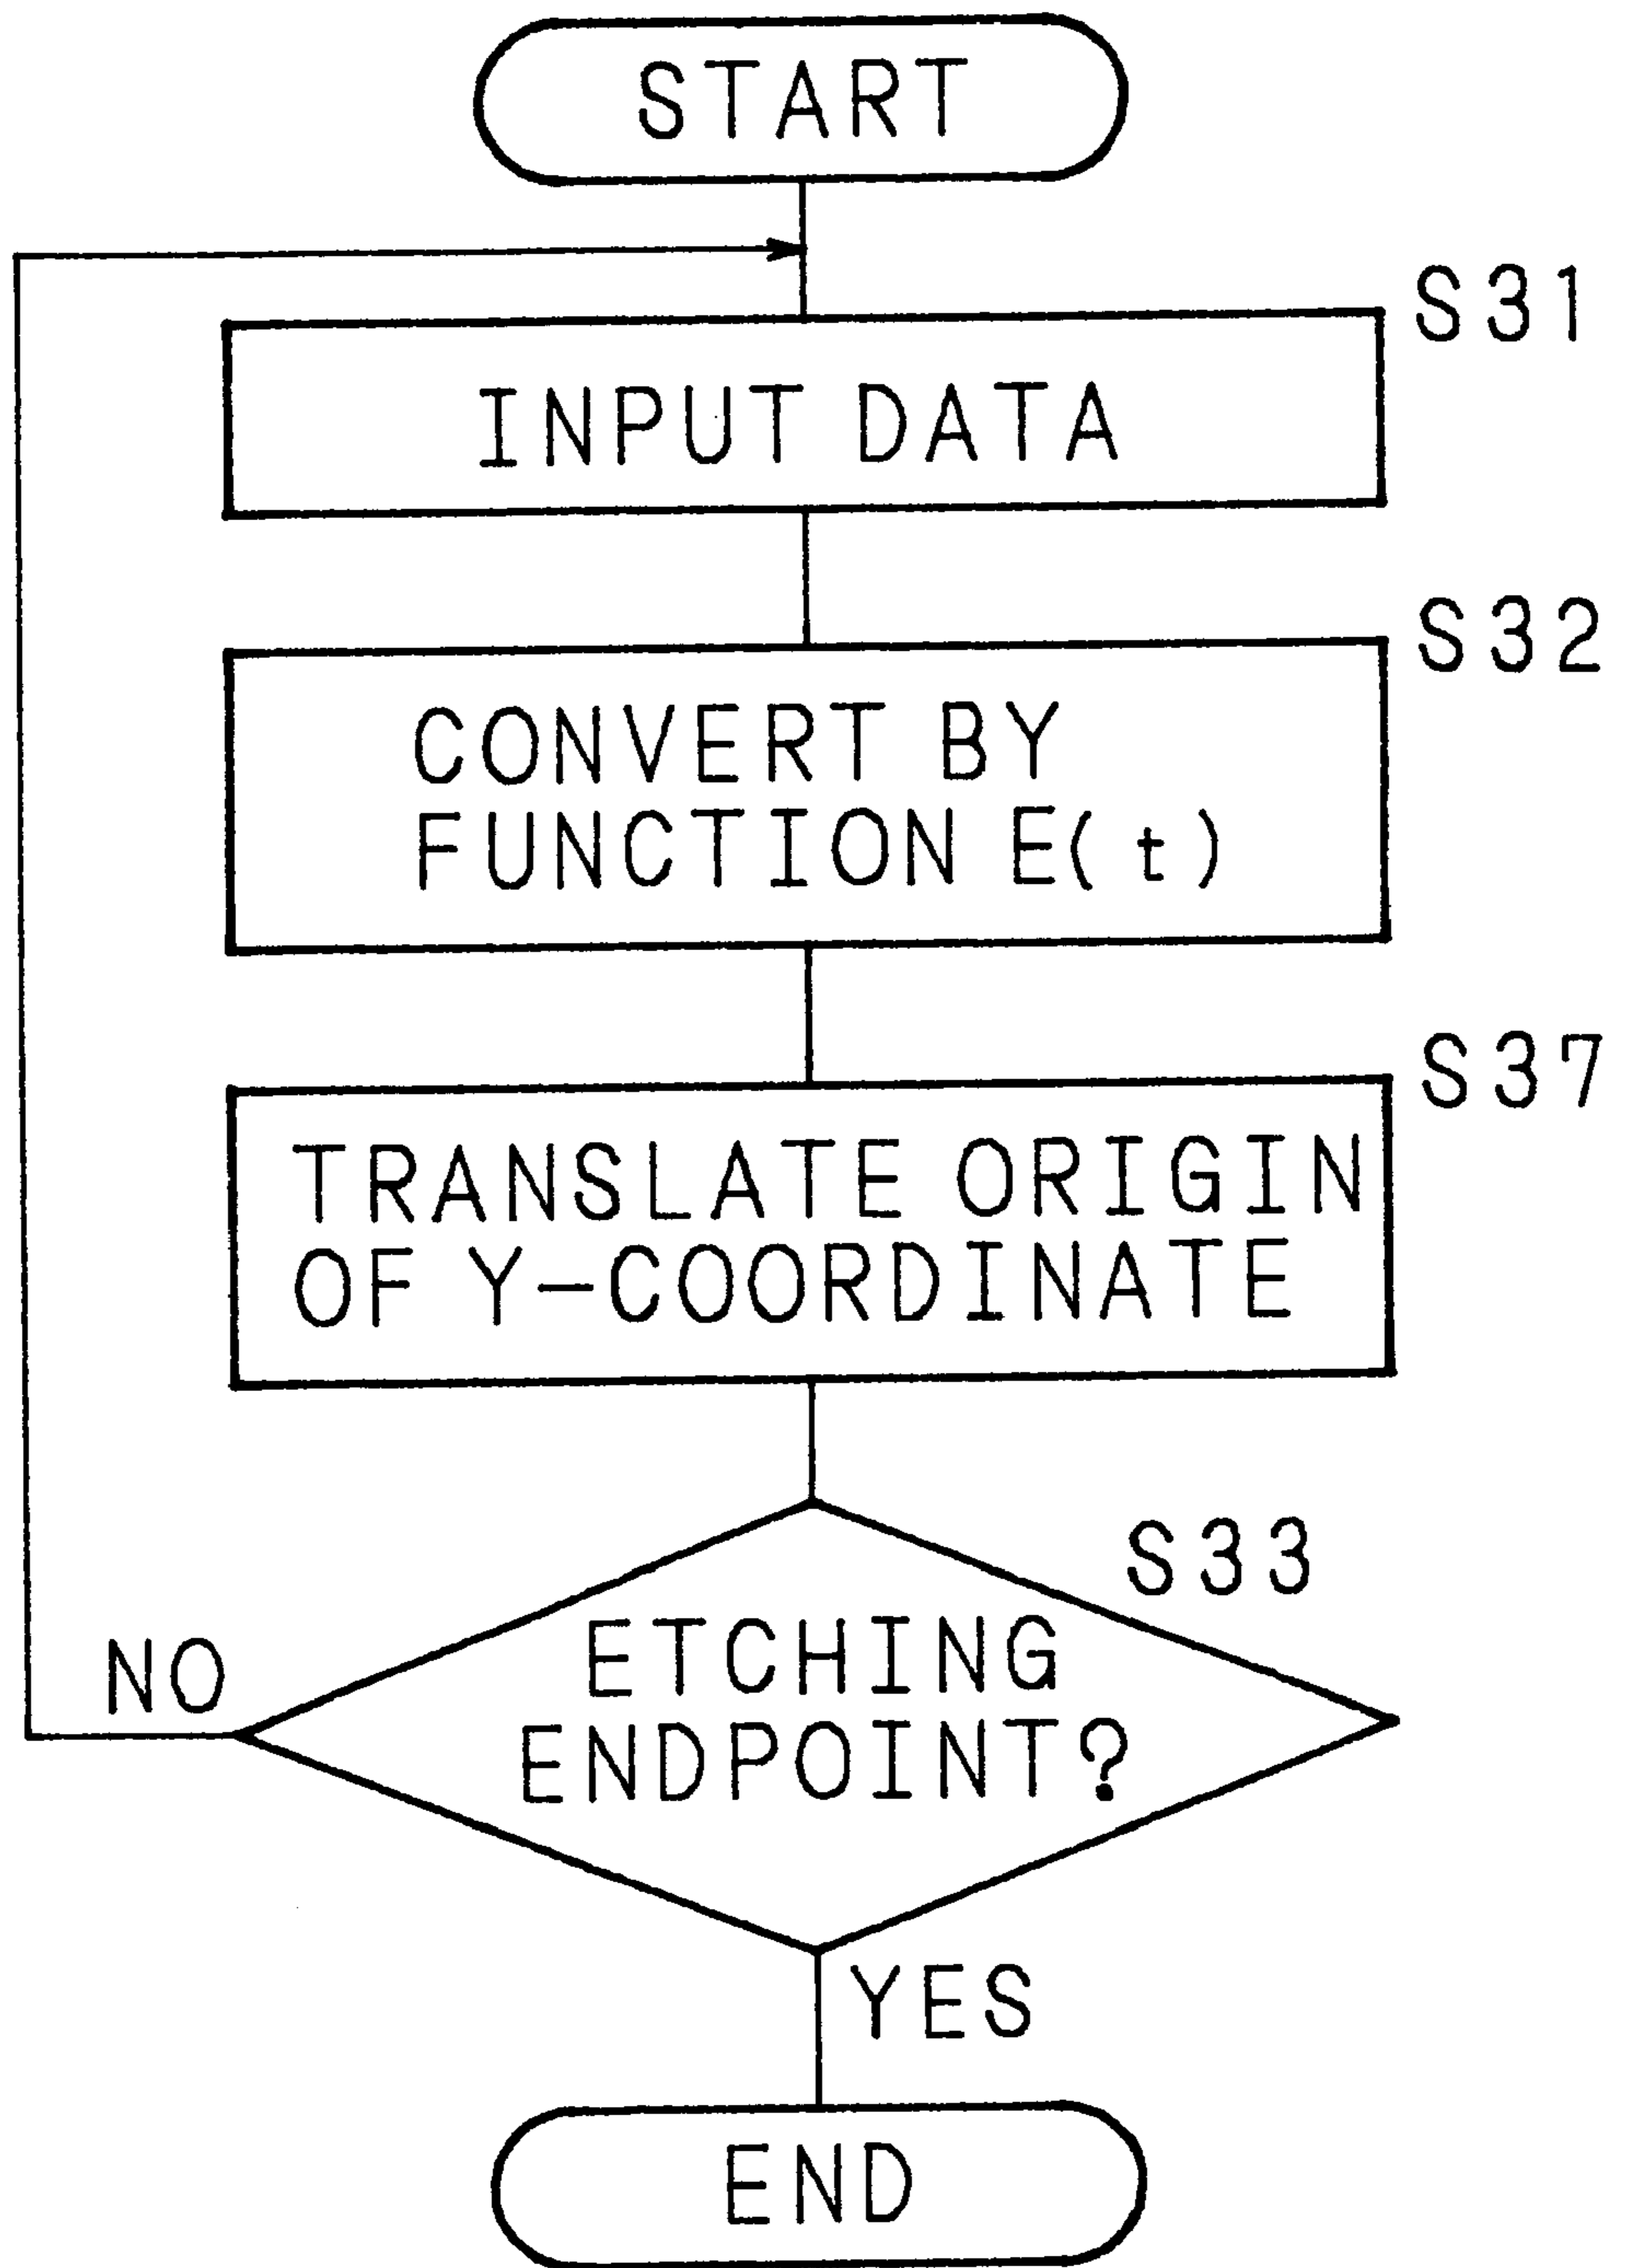 START
S31
INPUT DATA
S32
CONVERT BY
FUNCTION E(t)
S37
TRANSLATE ORIGIN
OF Y-COORDINATE
S33
ETCHING
ENDPOINT?
NO
YES
END